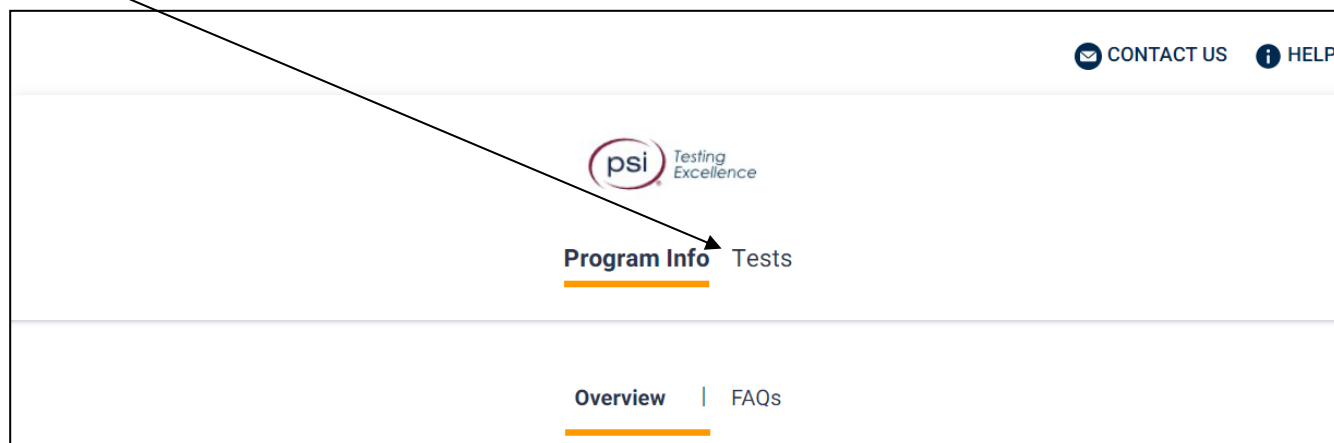 CONTACT US HELP
psi Testing
Excellence
Program Info Tests
Overview | FAQs